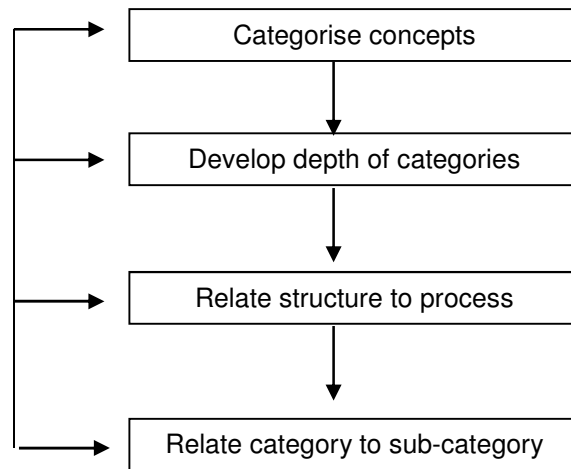 Categorise concepts
Develop depth of categories
Relate structure to process
Relate category to sub-category